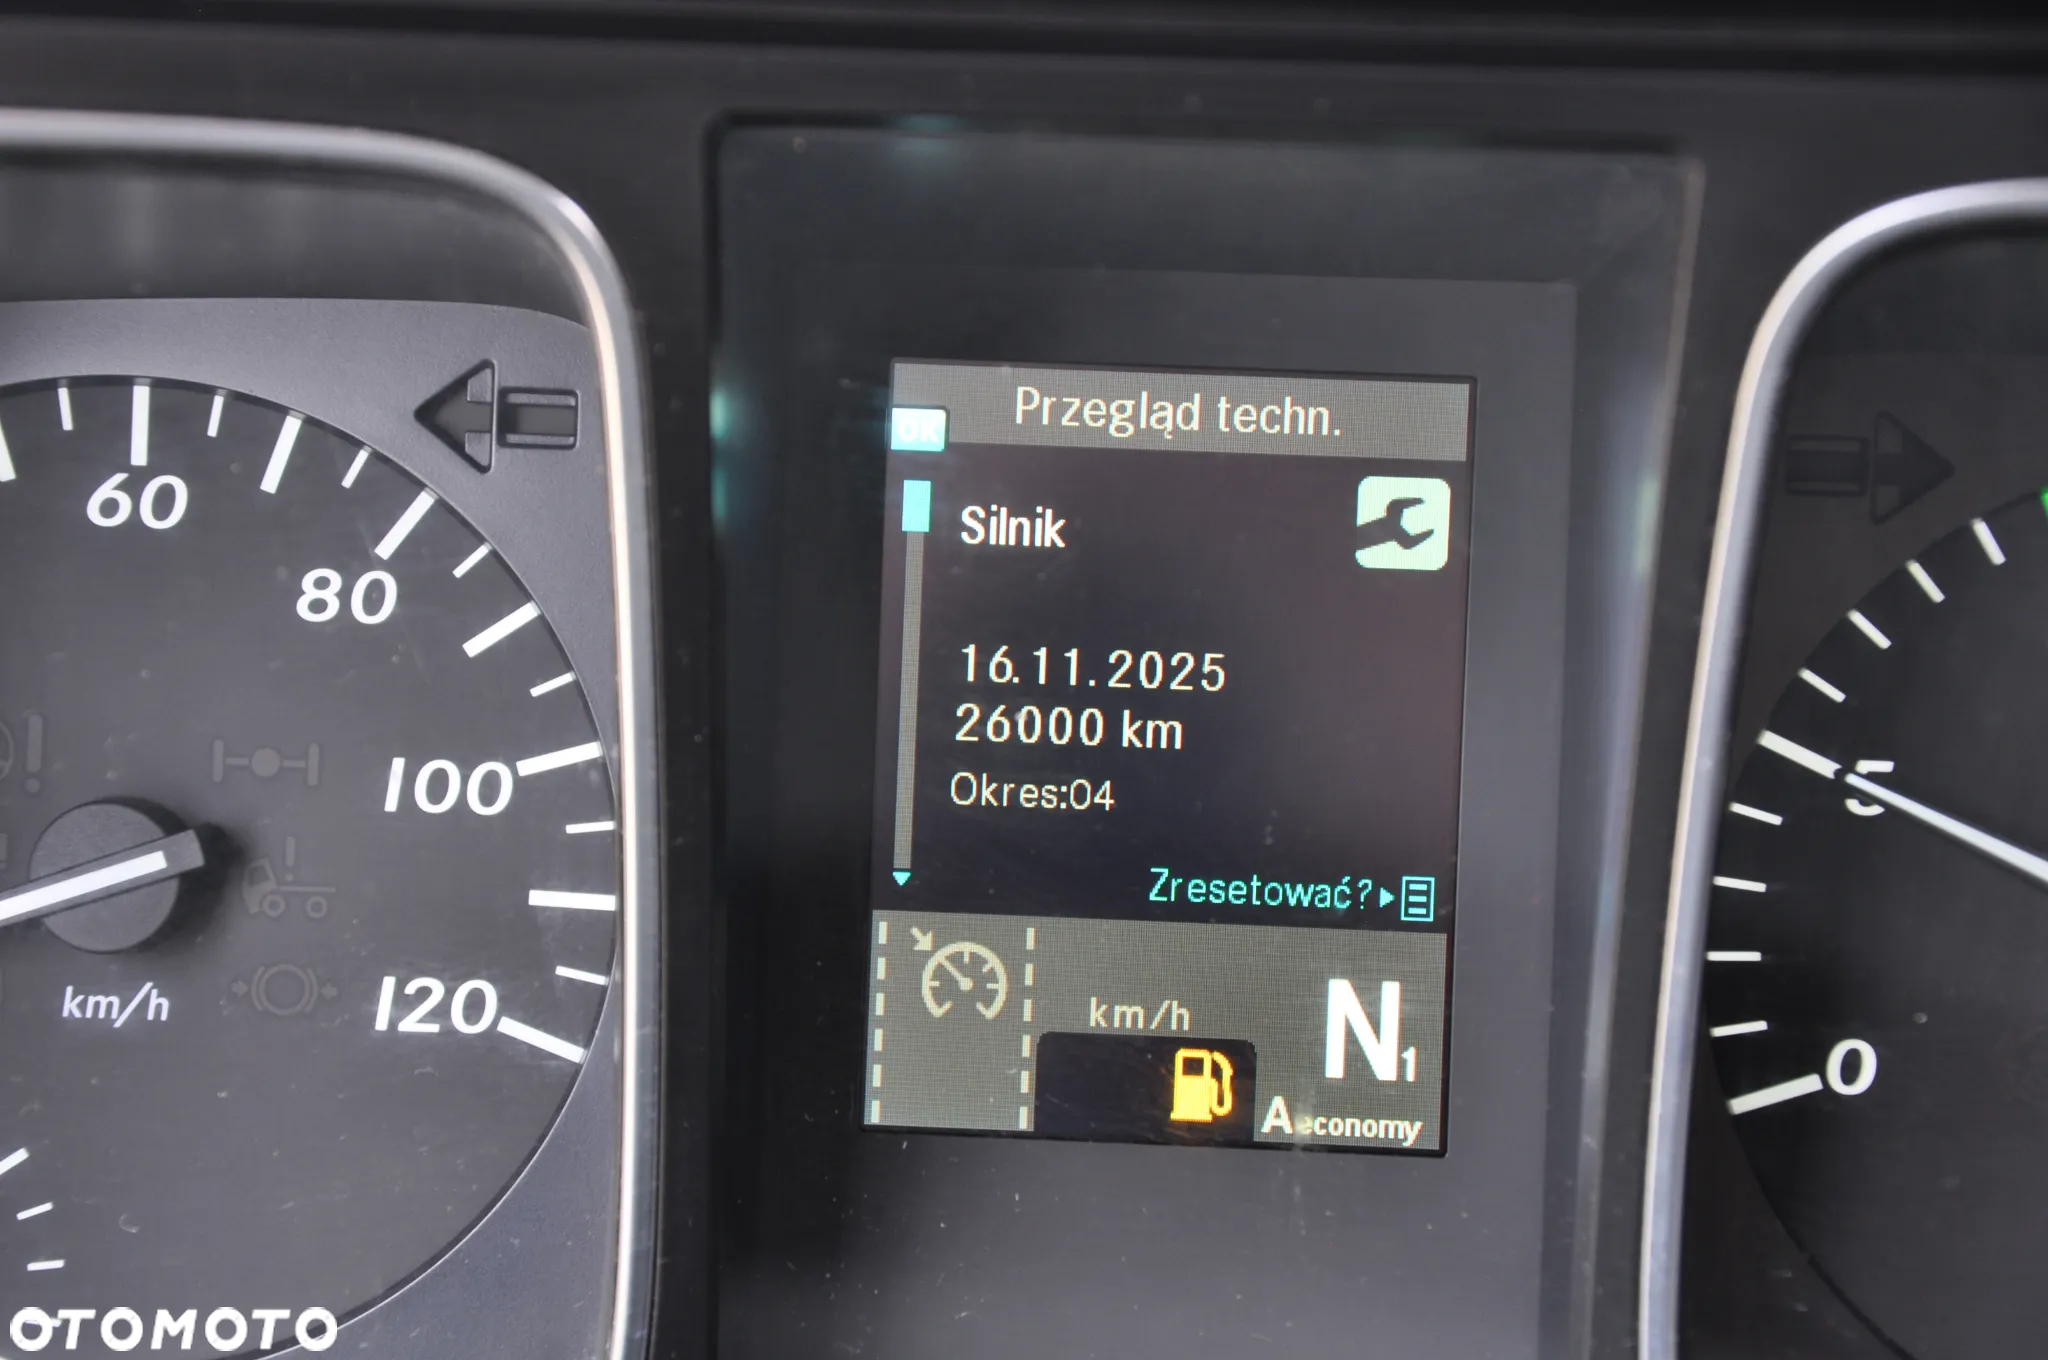 Przegląd techn.
OK
Silnik
16.11.2025
26000 km
Okres:04
Zresetować?
km/h
N1
A economy
60
80
100
120
km/h
5
0
OTOMOTO